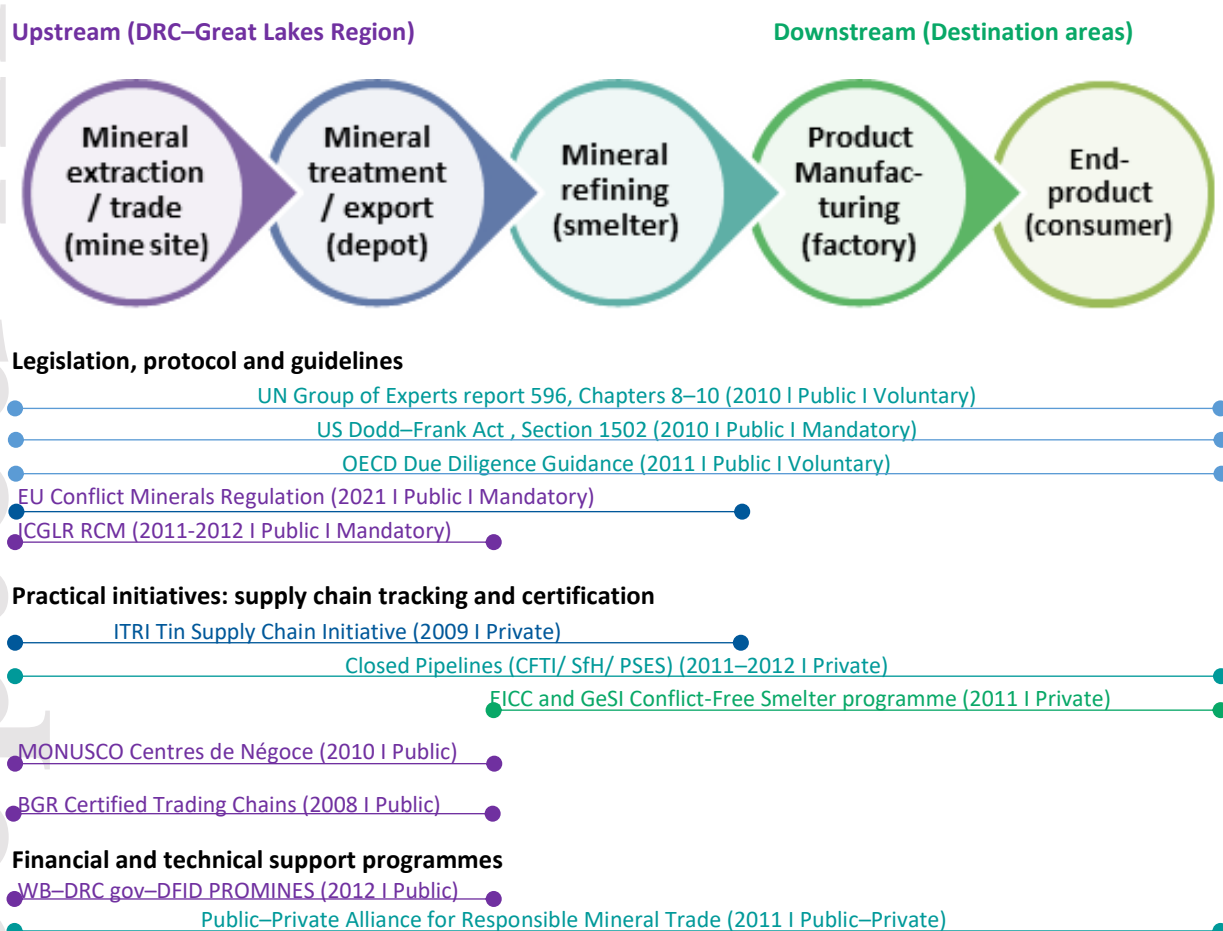 Upstream (DRC–Great Lakes Region)
Downstream (Destination areas)
Mineral
extraction
/ trade
(mine site)
Mineral
treatment
/ export
(depot)
Mineral
refining
(smelter)
Product
Manufac-
turing
(factory)
End-
product
(consumer)
Legislation, protocol and guidelines
UN Group of Experts report 596, Chapters 8–10 (2010 l Public I Voluntary)
US Dodd–Frank Act , Section 1502 (2010 I Public I Mandatory)
OECD Due Diligence Guidance (2011 I Public I Voluntary)
EU Conflict Minerals Regulation (2021 I Public I Mandatory)
ICGLR RCM (2011-2012 I Public I Mandatory)
Practical initiatives: supply chain tracking and certification
ITRI Tin Supply Chain Initiative (2009 I Private)
Closed Pipelines (CFTI/ SfH/ PSES) (2011–2012 I Private)
EICC and GeSI Conflict-Free Smelter programme (2011 I Private)
MONUSCO Centres de Négoce (2010 I Public)
BGR Certified Trading Chains (2008 I Public)
Financial and technical support programmes
WB–DRC gov–DFID PROMINES (2012 I Public)
Public–Private Alliance for Responsible Mineral Trade (2011 I Public–Private)